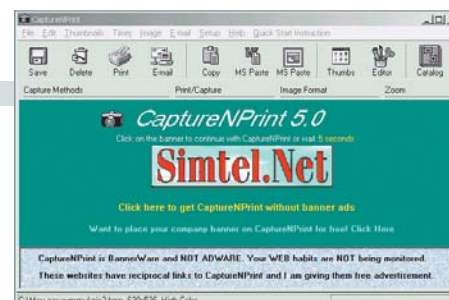 CaptureNPrint
File Edit Thumbnails Timer Image E-mail Setup Help Quick Start Instruction
Save Delete Print E-mail Copy MS Paste MS Paste Thumbs Editor Catalog
Capture Methods Print/Capture Image Format Zoom
CaptureNPrint 5.0
Click on the banner to continue with CaptureNPrint or wait 5 seconds
Simtel.Net
Click here to get CaptureNPrint without banner ads
Want to place your company banner on CaptureNPrint for free! Click Here
CaptureNPrint is BannerWare and NOT ADWARE. Your WEB habits are NOT being monitored.
These websites have reciprocal links to CaptureNPrint and I am giving them free advertisement.